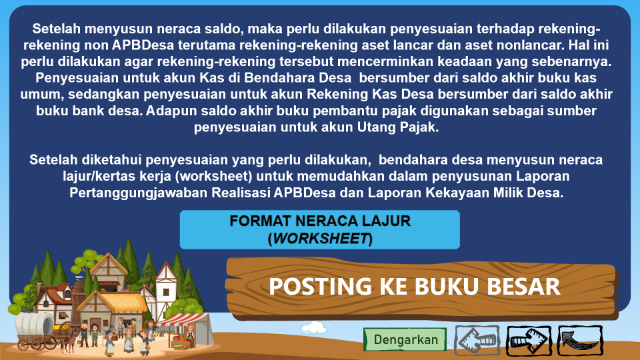 Setelah menyusun neraca saldo, maka perlu dilakukan penyesuaian terhadap rekening-
rekening non APBDesa terutama rekening-rekening aset lancar dan aset nonlancar. Hal ini
perlu dilakukan agar rekening-rekening tersebut mencerminkan keadaan yang sebenarnya.
Penyesuaian untuk akun Kas di Bendahara Desa  bersumber dari saldo akhir buku kas
umum, sedangkan penyesuaian untuk akun Rekening Kas Desa bersumber dari saldo akhir
buku bank desa. Adapun saldo akhir buku pembantu pajak digunakan sebagai sumber
penyesuaian untuk akun Utang Pajak.
Setelah diketahui penyesuaian yang perlu dilakukan,  bendahara desa menyusun neraca
lajur/kertas kerja (worksheet) untuk memudahkan dalam penyusunan Laporan
Pertanggungjawaban Realisasi APBDesa dan Laporan Kekayaan Milik Desa.
FORMAT NERACA LAJUR
(WORKSHEET)
POSTING KE BUKU BESAR
Dengarkan